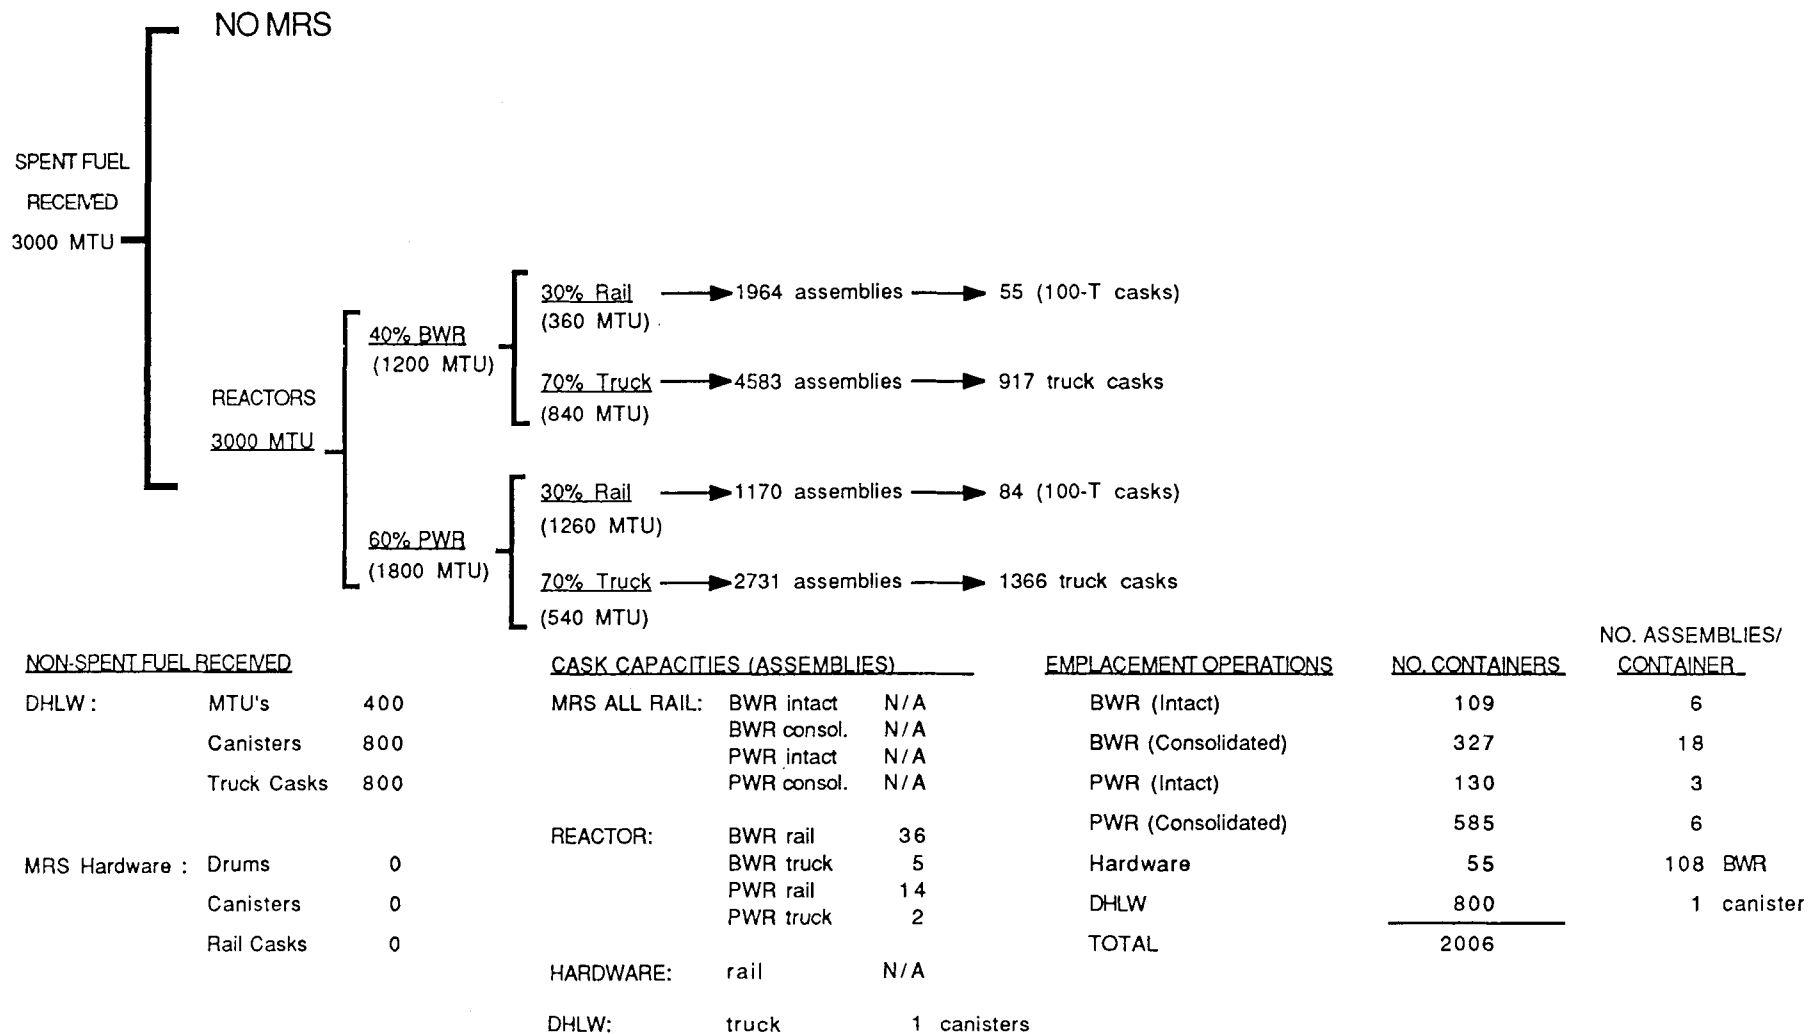 NO MRS
SPENT FUEL
RECEIVED
3000 MTU
REACTORS
3000 MTU
40% BWR
(1200 MTU)
30% Rail
(360 MTU)
1964 assemblies
55 (100-T casks)
70% Truck
(840 MTU)
4583 assemblies
917 truck casks
60% PWR
(1800 MTU)
30% Rail
(1260 MTU)
1170 assemblies
84 (100-T casks)
70% Truck
(540 MTU)
2731 assemblies
1366 truck casks
NON-SPENT FUEL RECEIVED
DHLW : MTU's 400
Canisters 800
Truck Casks 800
MRS Hardware : Drums 0
Canisters 0
Rail Casks 0
CASK CAPACITIES (ASSEMBLIES)
MRS ALL RAIL: BWR intact N/A
BWR consol. N/A
PWR intact N/A
PWR consol. N/A
REACTOR: BWR rail 36
BWR truck 5
PWR rail 14
PWR truck 2
HARDWARE: rail N/A
DHLW: truck 1 canisters
NO. ASSEMBLIES/
EMPLACEMENT OPERATIONS NO. CONTAINERS CONTAINER
BWR (Intact) 109 6
BWR (Consolidated) 327 18
PWR (Intact) 130 3
PWR (Consolidated) 585 6
Hardware 55 108 BWR
DHLW 800 1 canister
TOTAL 2006